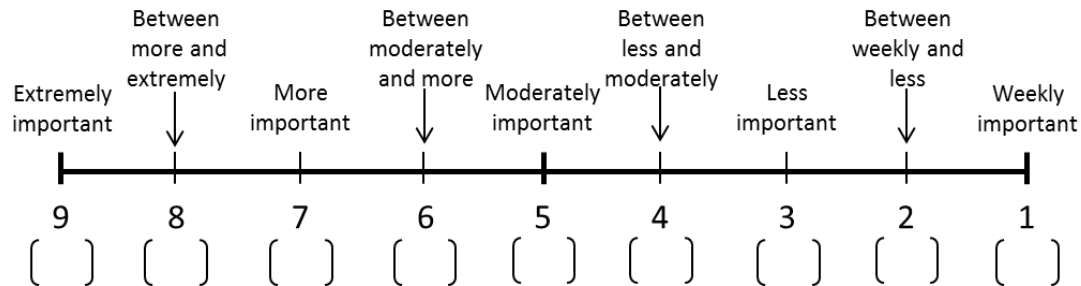 Between
more and
extremely
Between
moderately
and more
Between
less and
moderately
Between
weekly and
less
Extremely
important
More
important
Moderately
important
Less
important
Weekly
important
9 8 7 6 5 4 3 2 1
[ ] [ ] [ ] [ ] [ ] [ ] [ ] [ ] [ ]